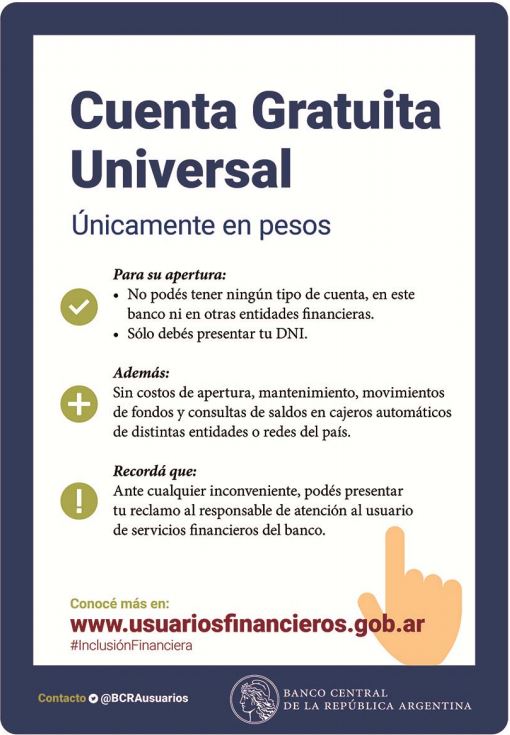 Cuenta Gratuita
Universal
Únicamente en pesos
Para su apertura:
• No podés tener ningún tipo de cuenta, en este
banco ni en otras entidades financieras.
• Sólo debés presentar tu DNI.
Además:
Sin costos de apertura, mantenimiento, movimientos
de fondos y consultas de saldos en cajeros automáticos
de distintas entidades o redes del país.
Recordá que:
Ante cualquier inconveniente, podés presentar
tu reclamo al responsable de atención al usuario
de servicios financieros del banco.
Conocé más en:
www.usuariosfinancieros.gob.ar
#InclusiónFinanciera
Contacto @BCRAusuarios
BANCO CENTRAL
DE LA REPÚBLICA ARGENTINA